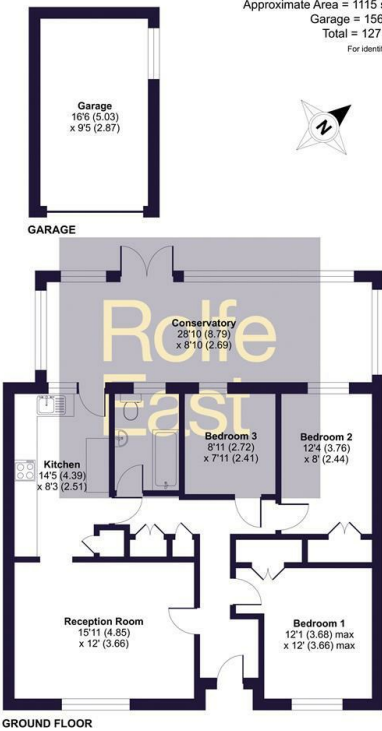 Approximate Area = 1115 s
Garage = 156
Total = 127
For identi
Garage
16'6 (5.03)
x 9'5 (2.87)
N
GARAGE
Rolfe
East
Conservatory
28'10 (8.79)
x 8'10 (2.69)
Kitchen
14'5 (4.39)
x 8'3 (2.51)
Bedroom 3
8'11 (2.72)
x 7'11 (2.41)
Bedroom 2
12'4 (3.76)
x 8' (2.44)
Reception Room
15'11 (4.85)
x 12' (3.66)
Bedroom 1
12'1 (3.68) max
x 12' (3.66) max
GROUND FLOOR